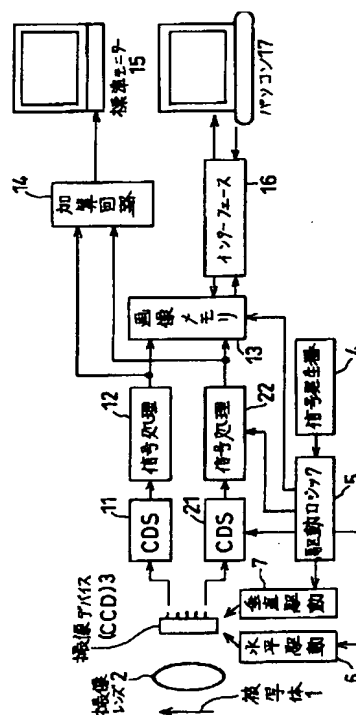 被写体1
撮像レンズ2
撮像デバイス
(CCD)3
水平駆動
6
垂直駆動
7
CDS
11
CDS
21
信号処理
12
信号処理
22
駆動ロジック
5
信号発生器
4
画像メモリ
13
加算回路
14
標準モニター
15
インターフェース
16
パソコン17